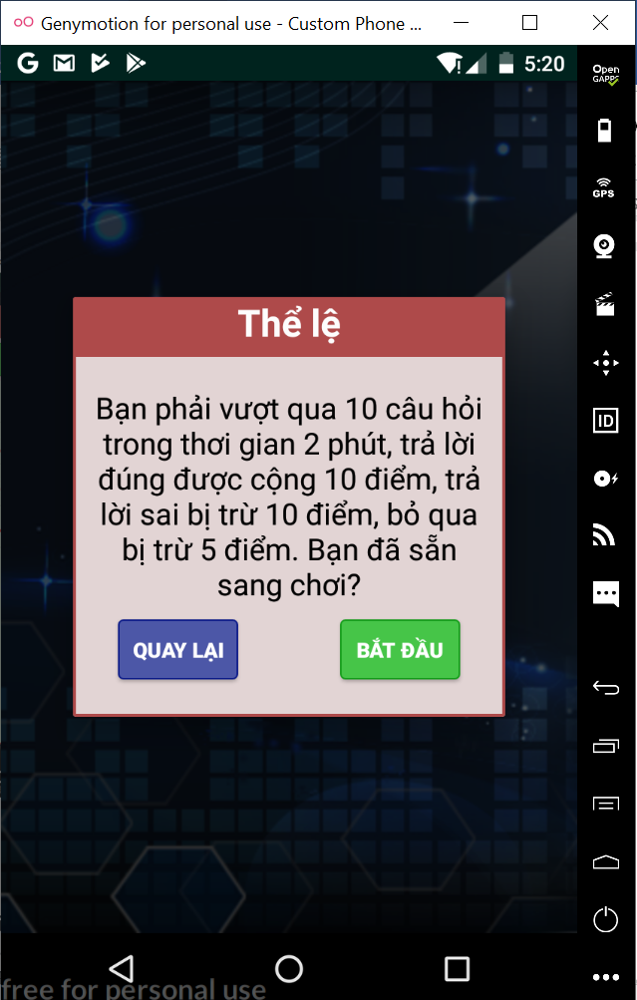 Genymotion for personal use - Custom Phone ...
5:20
Open
GAPPS
GPS
ID
Thể lệ
Bạn phải vượt qua 10 câu hỏi
trong thơi gian 2 phút, trả lời
đúng được cộng 10 điểm, trả
lời sai bị trừ 10 điểm, bỏ qua
bị trừ 5 điểm. Bạn đã sẵn
sang chơi?
QUAY LẠI
BẮT ĐẦU
free for personal use